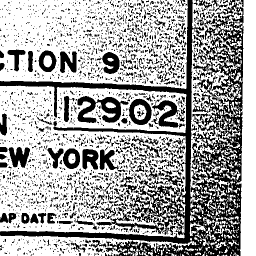 CTION 9
129.02
N
EW YORK
AP DATE